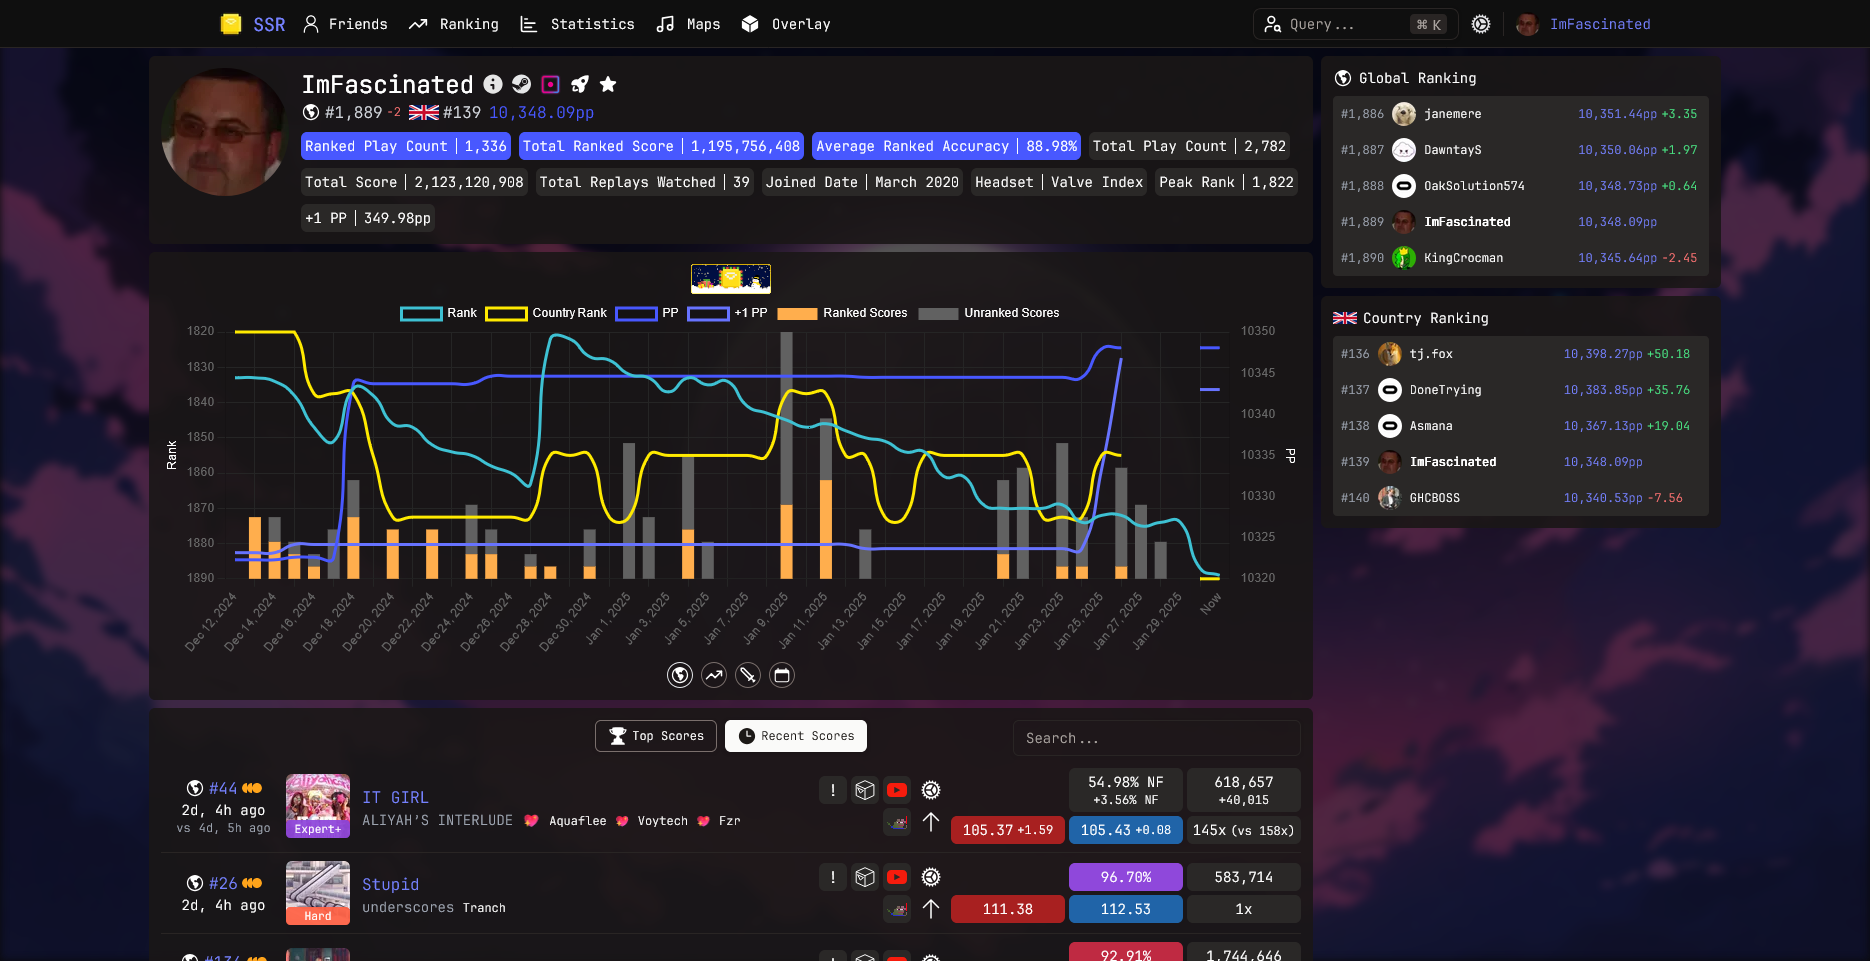 SSR Friends Ranking Statistics Maps Overlay Query... ⌘ K ImFascinated
ImFascinated
#1,889 -2 #139 10,348.09pp
Ranked Play Count | 1,336 Total Ranked Score | 1,195,756,408 Average Ranked Accuracy | 88.98% Total Play Count | 2,782
Total Score | 2,123,120,908 Total Replays Watched | 39 Joined Date | March 2020 Headset | Valve Index Peak Rank | 1,822
+1 PP | 349.98pp
Rank Country Rank PP +1 PP Ranked Scores Unranked Scores
Rank
1820
1830
1840
1850
1860
1870
1880
1890
10350
10345
10340
10335
10330
10325
10320
PP
Dec 12, 2024 Dec 14, 2024 Dec 16, 2024 Dec 18, 2024 Dec 20, 2024 Dec 22, 2024 Dec 24, 2024 Dec 26, 2024 Dec 28, 2024 Dec 30, 2024 Jan 1, 2025 Jan 3, 2025 Jan 5, 2025 Jan 7, 2025 Jan 9, 2025 Jan 11, 2025 Jan 13, 2025 Jan 15, 2025 Jan 17, 2025 Jan 19, 2025 Jan 21, 2025 Jan 23, 2025 Jan 25, 2025 Jan 27, 2025 Jan 29, 2025 Now
Top Scores Recent Scores Search...
#44
2d, 4h ago
vs 4d, 5h ago
Expert+
IT GIRL
ALIYAH'S INTERLUDE 💖 Aquaflee 💖 Voytech 💖 Fzr
!
54.98% NF
+3.56% NF
618,657
+40,015
105.37 +1.59 105.43 +0.08 145x (vs 158x)
#26
2d, 4h ago
Hard
Stupid
underscores Tranch
!
96.70% 583,714
111.38 112.53 1x
#134
92.91% 1,744,646
Global Ranking
#1,886 janemere 10,351.44pp +3.35
#1,887 DawntayS 10,350.06pp +1.97
#1,888 OakSolution574 10,348.73pp +0.64
#1,889 ImFascinated 10,348.09pp
#1,890 KingCrocman 10,345.64pp -2.45
Country Ranking
#136 tj.fox 10,398.27pp +50.18
#137 DoneTrying 10,383.85pp +35.76
#138 Asmana 10,367.13pp +19.04
#139 ImFascinated 10,348.09pp
#140 GHCBOSS 10,340.53pp -7.56